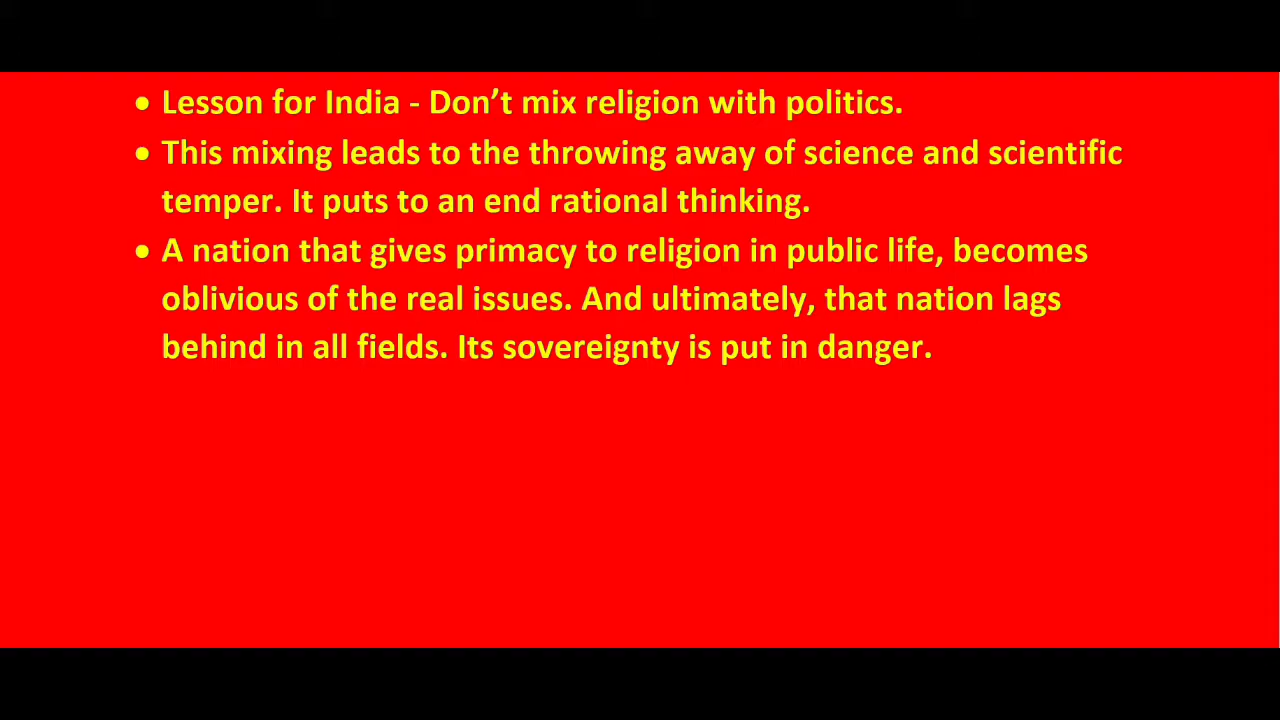 • Lesson for India - Don’t mix religion with politics.
• This mixing leads to the throwing away of science and scientific
temper. It puts to an end rational thinking.
• A nation that gives primacy to religion in public life, becomes
oblivious of the real issues. And ultimately, that nation lags
behind in all fields. Its sovereignty is put in danger.